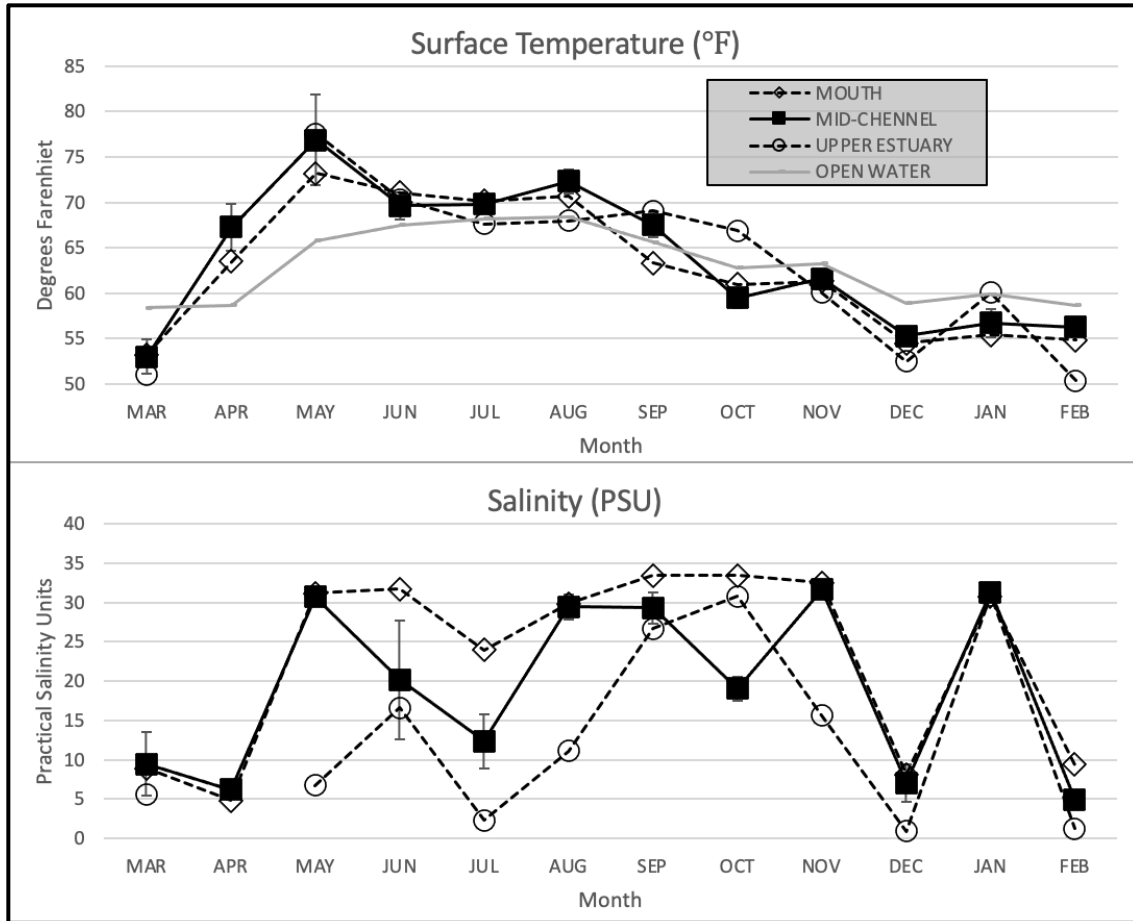 Surface Temperature (°F)
85
80
75
70
65
60
55
50
Degrees Farenhiet
MOUTH
MID-CHENNEL
UPPER ESTUARY
OPEN WATER
MAR APR MAY JUN JUL AUG SEP OCT NOV DEC JAN FEB
Month
Salinity (PSU)
40
35
30
25
20
15
10
5
0
Practical Salinity Units
MAR APR MAY JUN JUL AUG SEP OCT NOV DEC JAN FEB
Month